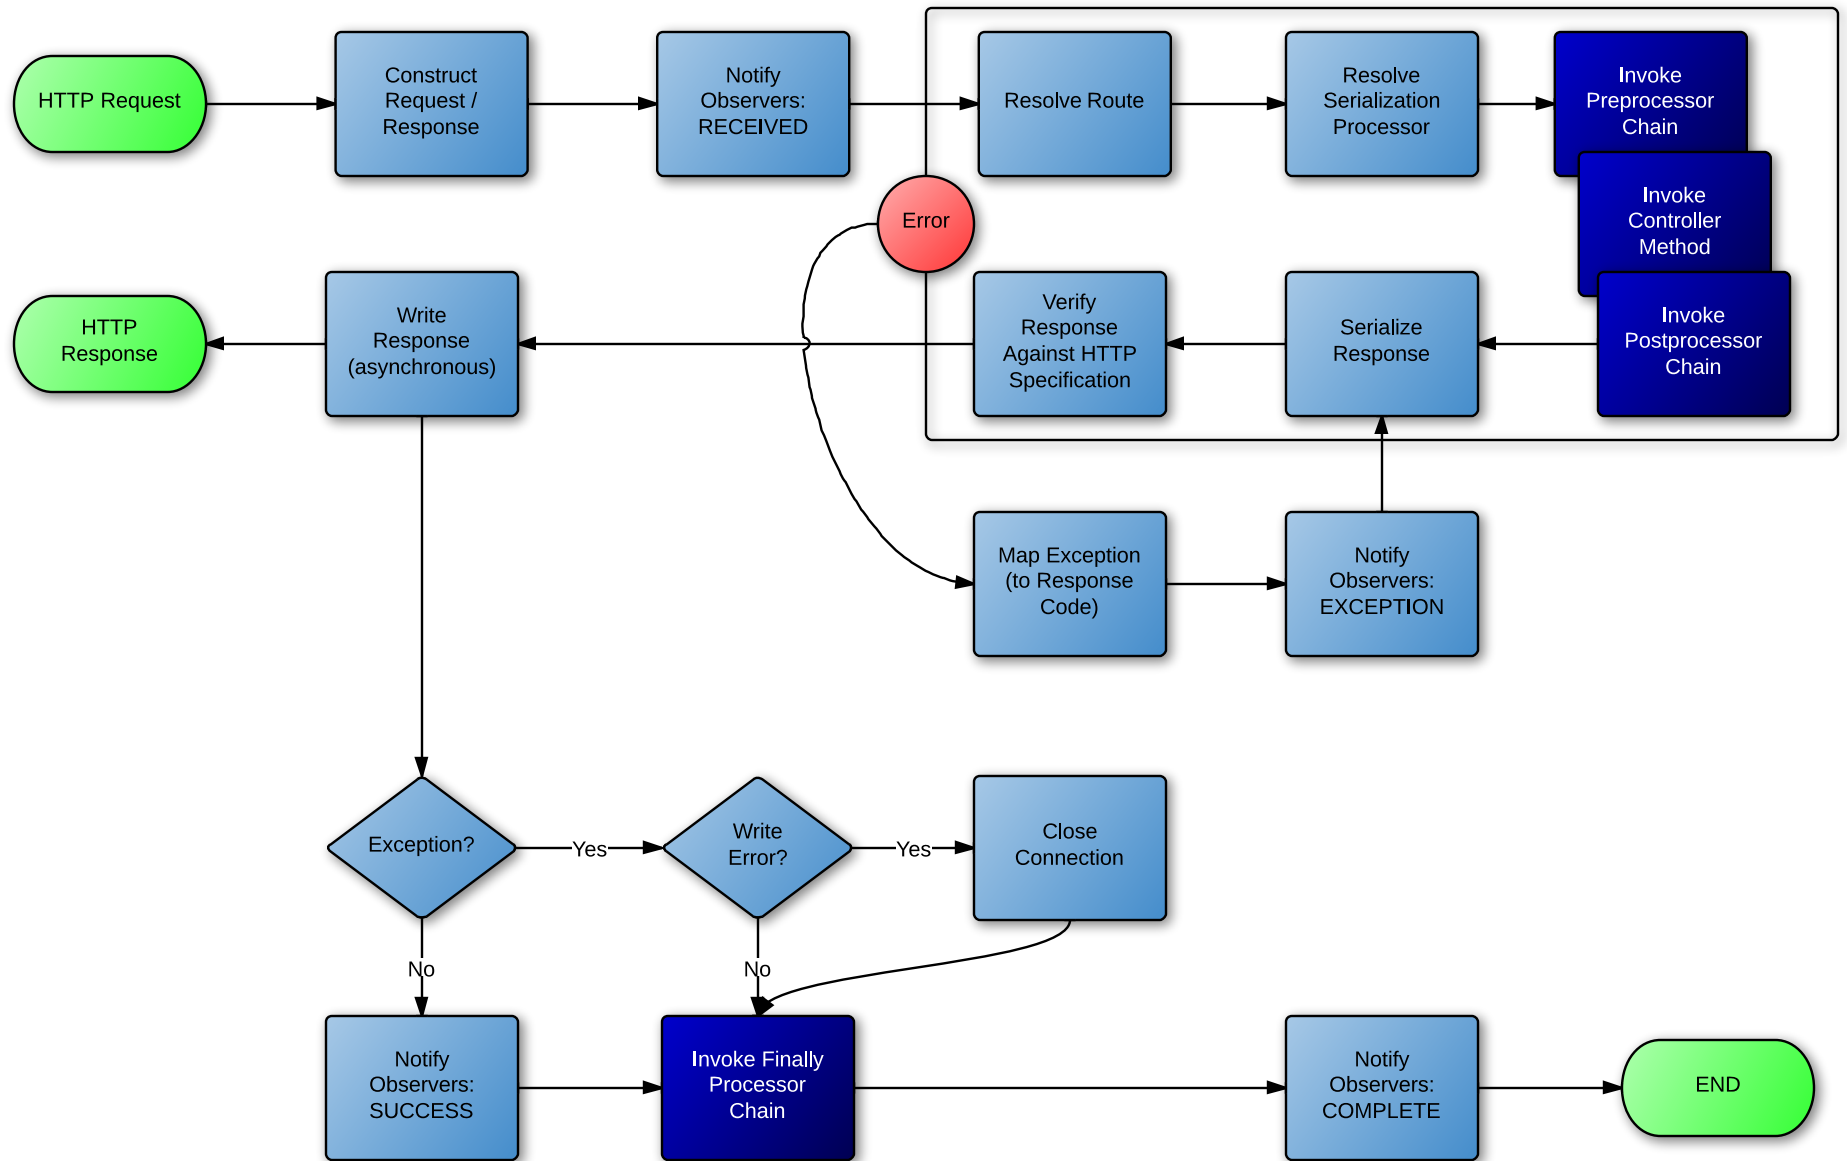 HTTP Request
Construct
Request /
Response
Notify
Observers:
RECEIVED
Resolve Route
Resolve
Serialization
Processor
Invoke
Preprocessor
Chain
Invoke
Controller
Method
Error
HTTP
Response
Write
Response
(asynchronous)
Verify
Response
Against HTTP
Specification
Serialize
Response
Invoke
Postprocessor
Chain
Map Exception
(to Response
Code)
Notify
Observers:
EXCEPTION
Exception?
Yes
Write
Error?
Yes
Close
Connection
No
No
Notify
Observers:
SUCCESS
Invoke Finally
Processor
Chain
Notify
Observers:
COMPLETE
END